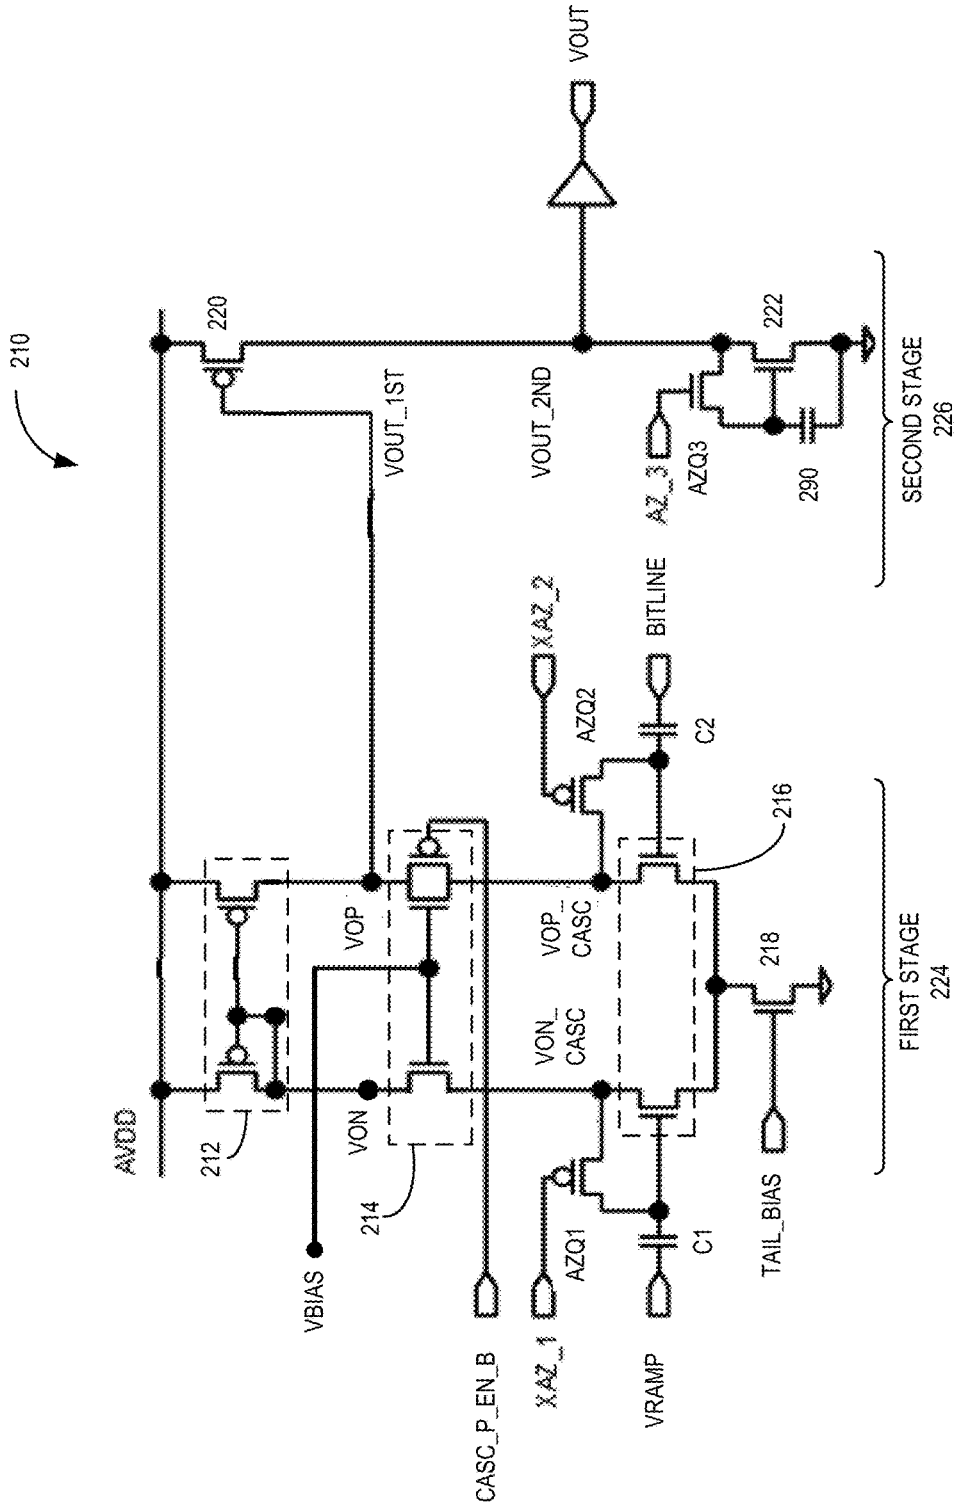 210
AVDD
212
220
VOUT_1ST
VOP
VON
214
VBIAS
CASC_P_EN_B
XAZ_1
AZQ1
VON_
CASC
VOP_
CASC
XAZ_2
AZQ2
VRAMP
C1
C2
BITLINE
216
TAIL_BIAS
218
VOUT_2ND
VOUT
AZ_3
AZQ3
222
290
FIRST STAGE
224
SECOND STAGE
226